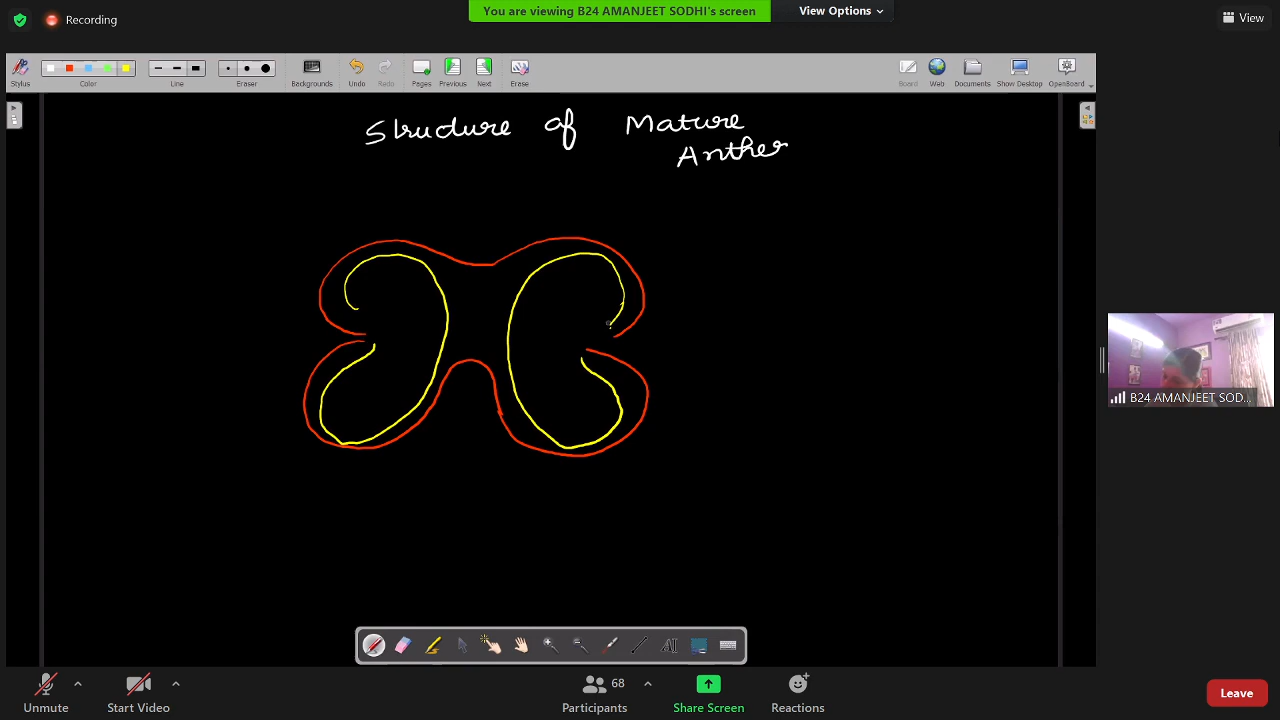 Recording
You are viewing B24 AMANJEET SODHI's screen
View Options
View
Stylus
Color
Line
Eraser
Backgrounds
Undo
Redo
Pages
Previous
Next
Erase
Board
Web
Documents
Show Desktop
OpenBoard
Structure of Mature
Anther
AI
B24 AMANJEET SOD...
Unmute
Start Video
68
Participants
Share Screen
Reactions
Leave